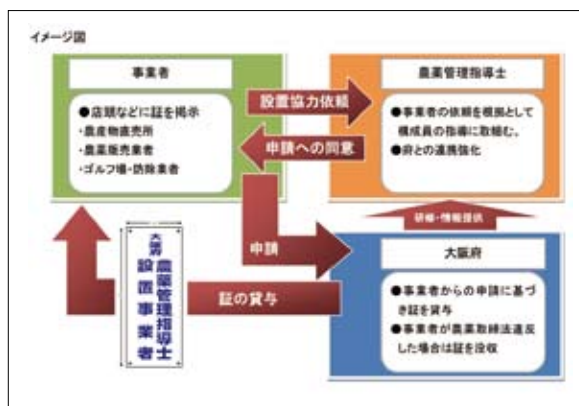 イメージ図
事業者
●店頭などに証を掲示
・農産物直売所
・農薬販売業者
・ゴルフ場・防除業者
設置協力依頼
申請への同意
農薬管理指導士
●事業者の依頼を根拠として
構成員の指導に取組む。
●府との連携強化
研修・情報提供
申請
証の貸与
大阪府
農薬管理指導士
設置事業者
大阪府
●事業者からの申請に基づ
き証を貸与
●事業者が農薬取締法違反
した場合は証を没収